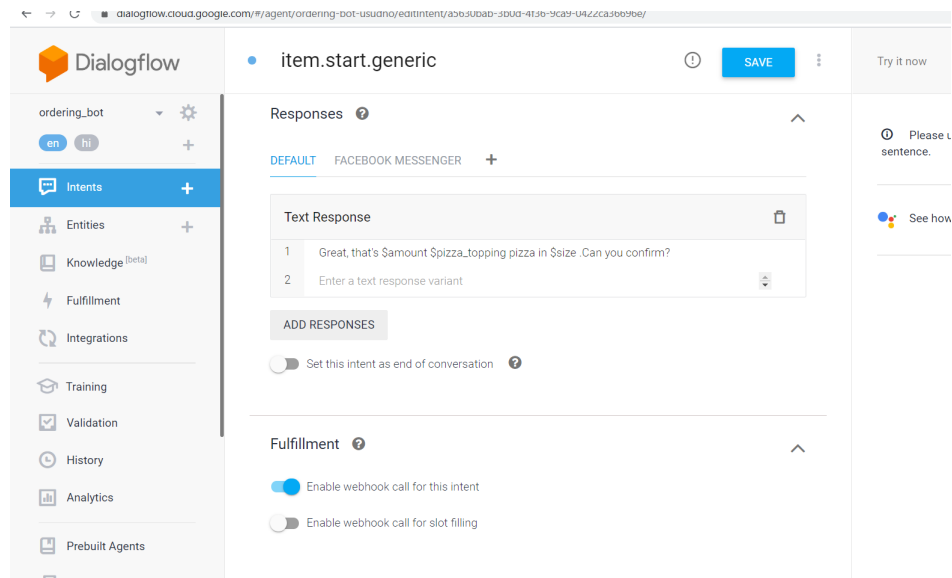 dialogflow.cloud.google.com/#/agent/ordering-bot-usudno/editIntent/a5630bab-3b0d-4f36-9ca9-0422ca36696e/
Dialogflow
item.start.generic
SAVE
Try it now
ordering_bot
en
hi
Responses
Please u
sentence.
DEFAULT
FACEBOOK MESSENGER
Intents
See how
Text Response
Entities
1 Great, that's $amount $pizza_topping pizza in $size .Can you confirm?
Knowledge [beta]
2 Enter a text response variant
Fulfillment
ADD RESPONSES
Integrations
Set this intent as end of conversation
Training
Validation
Fulfillment
History
Enable webhook call for this intent
Analytics
Enable webhook call for slot filling
Prebuilt Agents